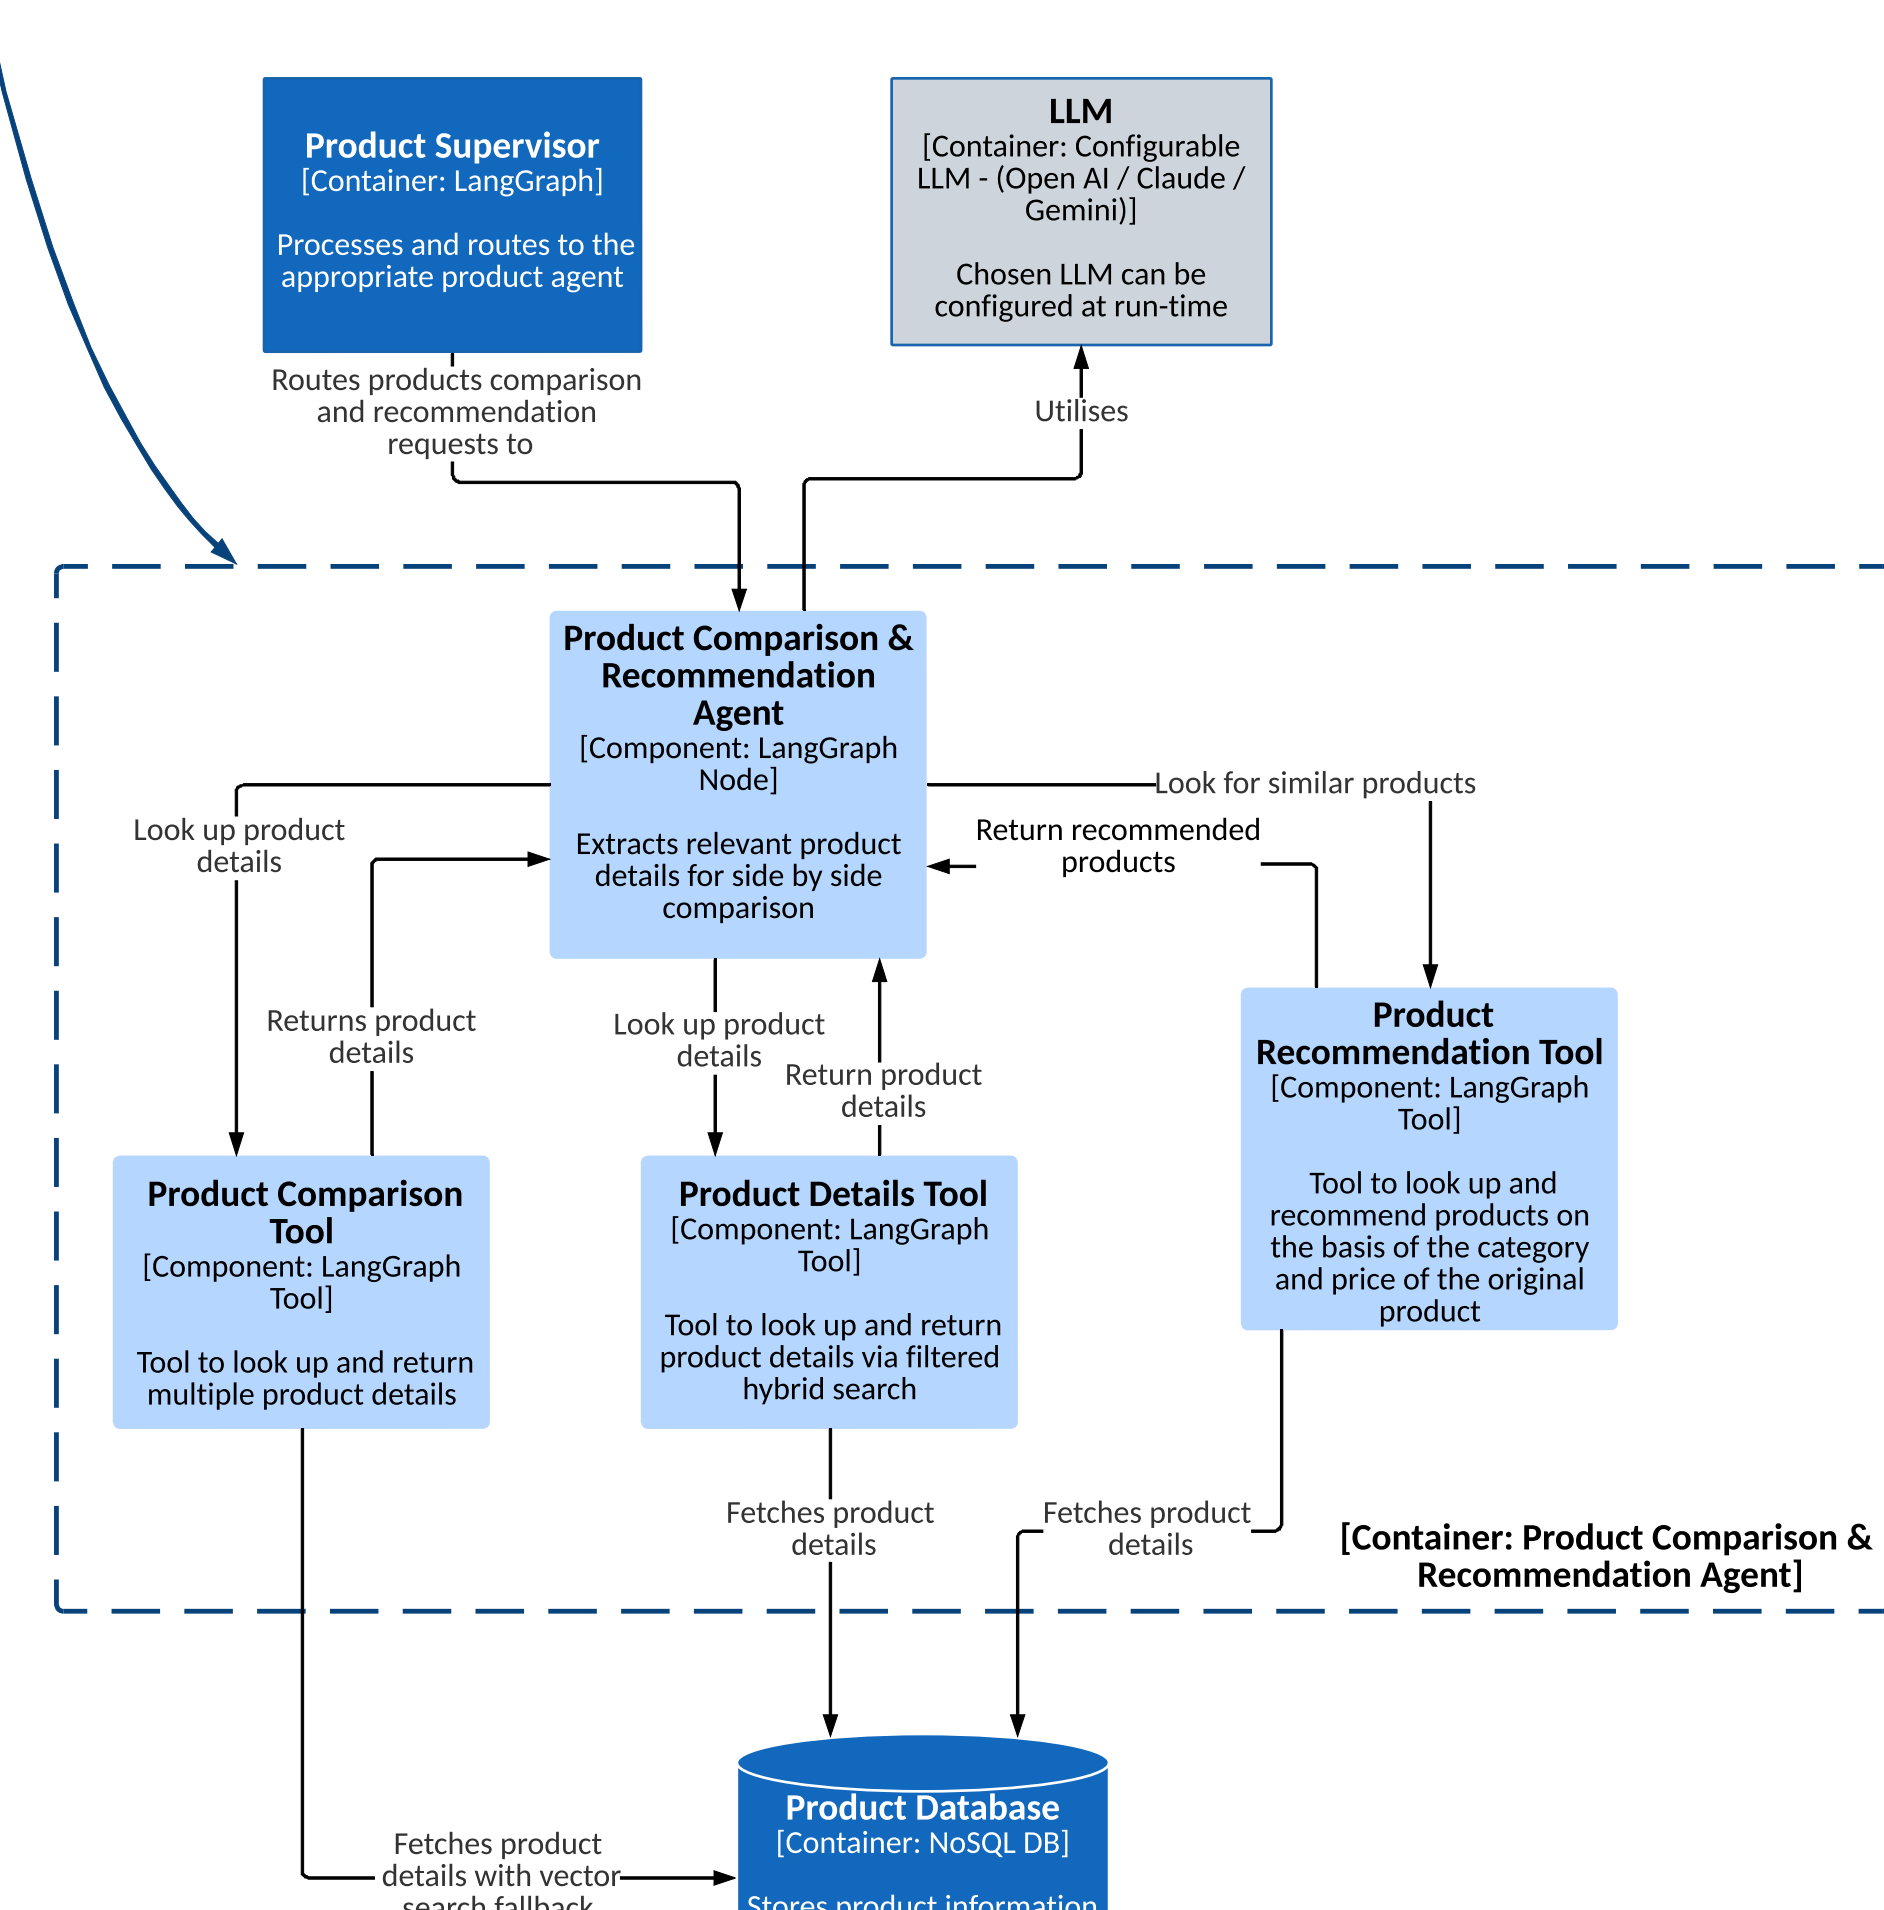 Product Supervisor
[Container: LangGraph]
Processes and routes to the
appropriate product agent
LLM
[Container: Configurable
LLM - (Open AI / Claude /
Gemini)]
Chosen LLM can be
configured at run-time
Routes products comparison
and recommendation
requests to
Utilises
Product Comparison &
Recommendation
Agent
[Component: LangGraph
Node]
Extracts relevant product
details for side by side
comparison
Look up product
details
Returns product
details
Look up product
details
Return product
details
Look for similar products
Return recommended
products
Product Comparison
Tool
[Component: LangGraph
Tool]
Tool to look up and return
multiple product details
Product Details Tool
[Component: LangGraph
Tool]
Tool to look up and return
product details via filtered
hybrid search
Product
Recommendation Tool
[Component: LangGraph
Tool]
Tool to look up and
recommend products on
the basis of the category
and price of the original
product
Fetches product
details
Fetches product
details
[Container: Product Comparison &
Recommendation Agent]
Fetches product
details with vector
search fallback
Product Database
[Container: NoSQL DB]
Stores product information